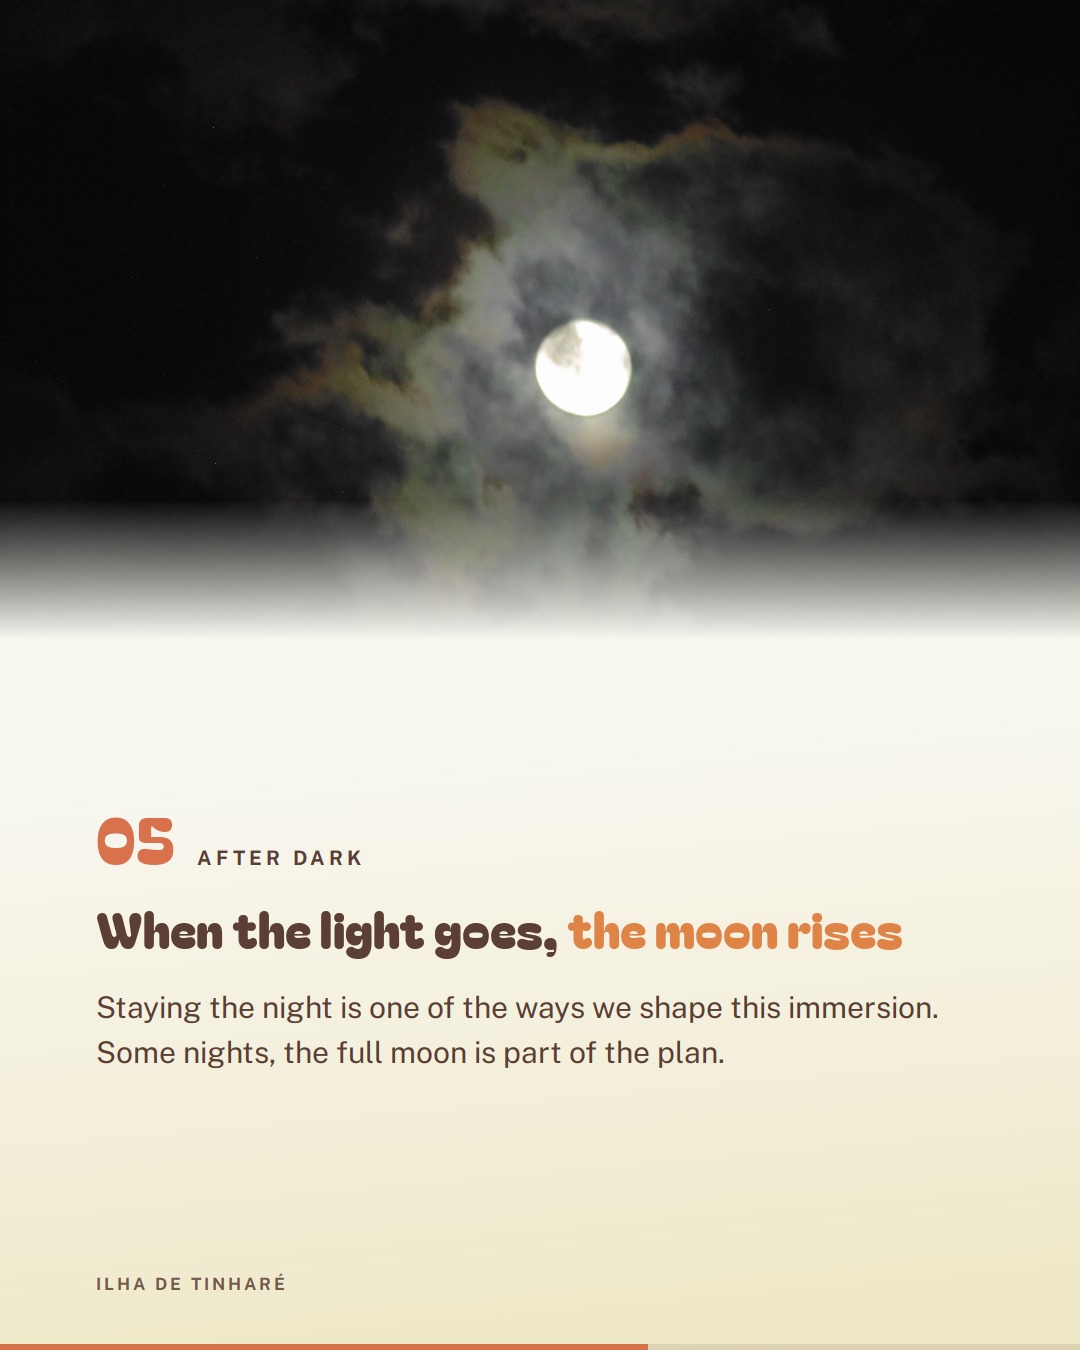 05 AFTER DARK
When the light goes, the moon rises
Staying the night is one of the ways we shape this immersion.
Some nights, the full moon is part of the plan.
ILHA DE TINHARÉ